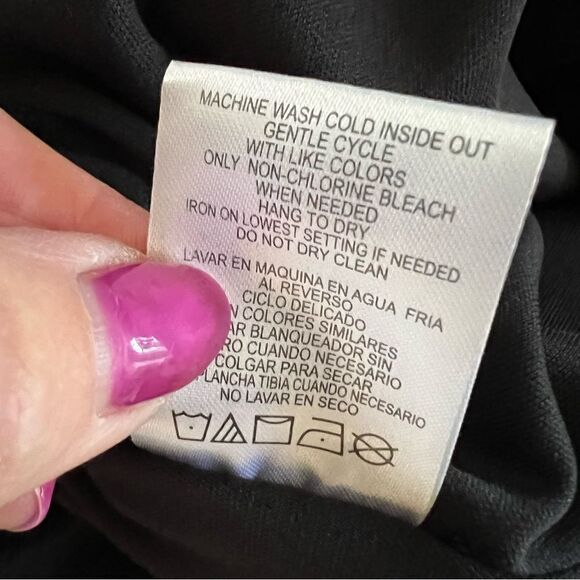 MACHINE WASH COLD INSIDE OUT
GENTLE CYCLE
WITH LIKE COLORS
ONLY NON-CHLORINE BLEACH
WHEN NEEDED
HANG TO DRY
IRON ON LOWEST SETTING IF NEEDED
DO NOT DRY CLEAN
LAVAR EN MAQUINA EN AGUA FRIA
AL REVERSO
CICLO DELICADO
COLORES SIMILARES
BLANQUEADOR SIN
CUANDO NECESARIO
COLGAR PARA SECAR
PLANCHA TIBIA CUANDO NECESARIO
NO LAVAR EN SECO